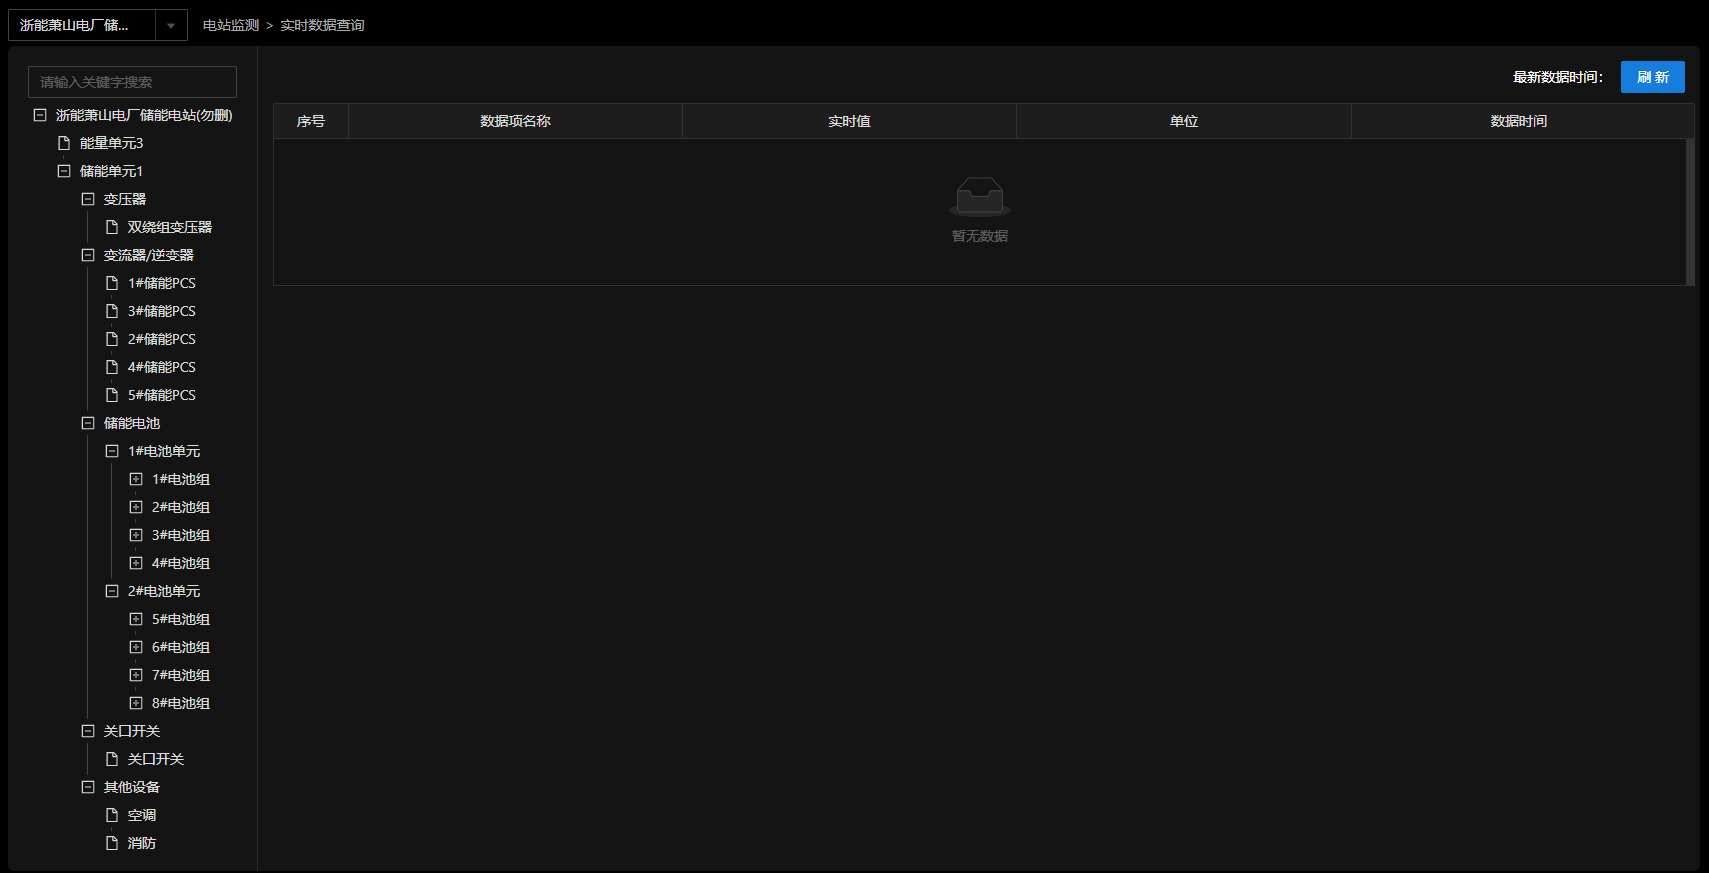 浙能萧山电厂储...
电站监测 > 实时数据查询
请输入关键字搜索
最新数据时间：
刷 新
浙能萧山电厂储能电站(勿删)
能量单元3
储能单元1
变压器
双绕组变压器
变流器/逆变器
1#储能PCS
3#储能PCS
2#储能PCS
4#储能PCS
5#储能PCS
储能电池
1#电池单元
1#电池组
2#电池组
3#电池组
4#电池组
2#电池单元
5#电池组
6#电池组
7#电池组
8#电池组
关口开关
关口开关
其他设备
空调
消防
序号 数据项名称 实时值 单位 数据时间
暂无数据